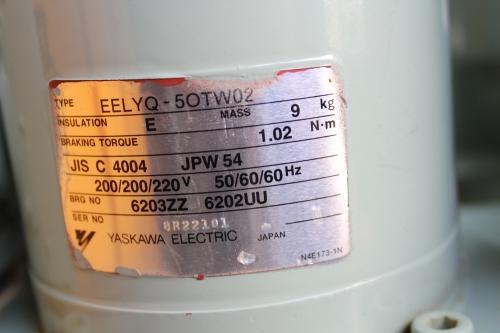 TYPE EELYQ-5OTW02
INSULATION E MASS 9 kg
BRAKING TORQUE 1.02 N·m
JIS C 4004 JPW 54
200/200/220V 50/60/60Hz
BRG NO 6203ZZ 6202UU
SER NO 8R22101
YASKAWA ELECTRIC JAPAN
N4E173-1N